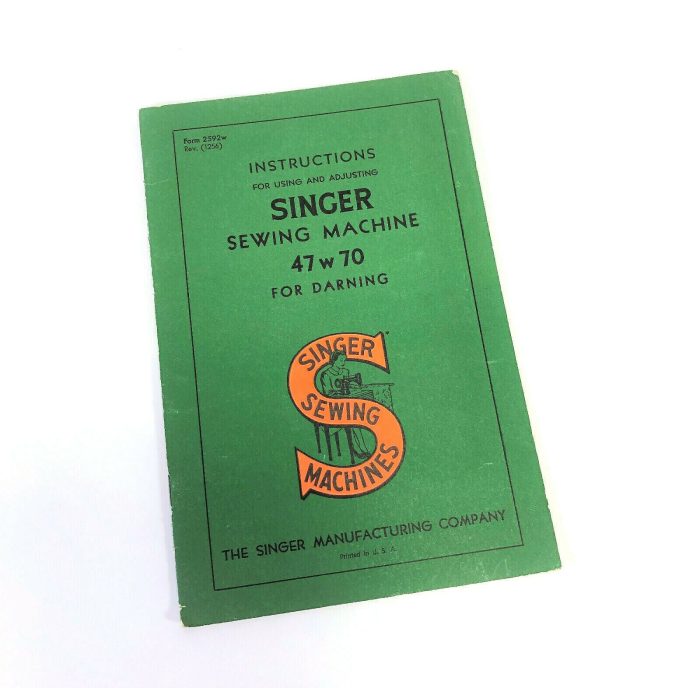 Form 2592w
Rev. (1256)
INSTRUCTIONS
FOR USING AND ADJUSTING
SINGER
SEWING MACHINE
47 w 70
FOR DARNING
SINGER
SEWING
MACHINES
THE SINGER MANUFACTURING COMPANY
Printed in U. S. A.